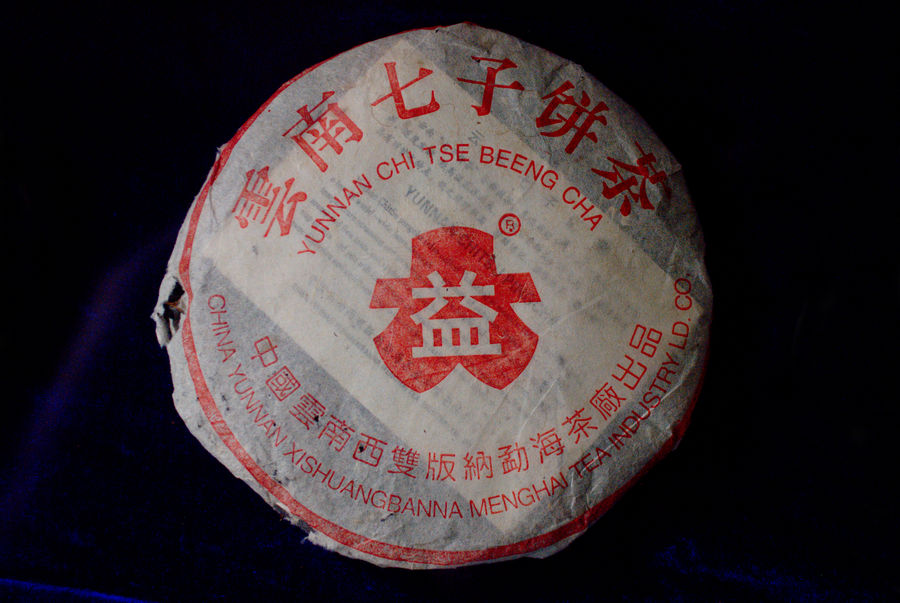 雲南七子饼茶
YUNNAN CHI TSE BEENG CHA
®
益
中國雲南西雙版納勐海茶廠出品
CHINA YUNNAN XISHUANGBANNA MENGHAI TEA INDUSTRY LD. CO